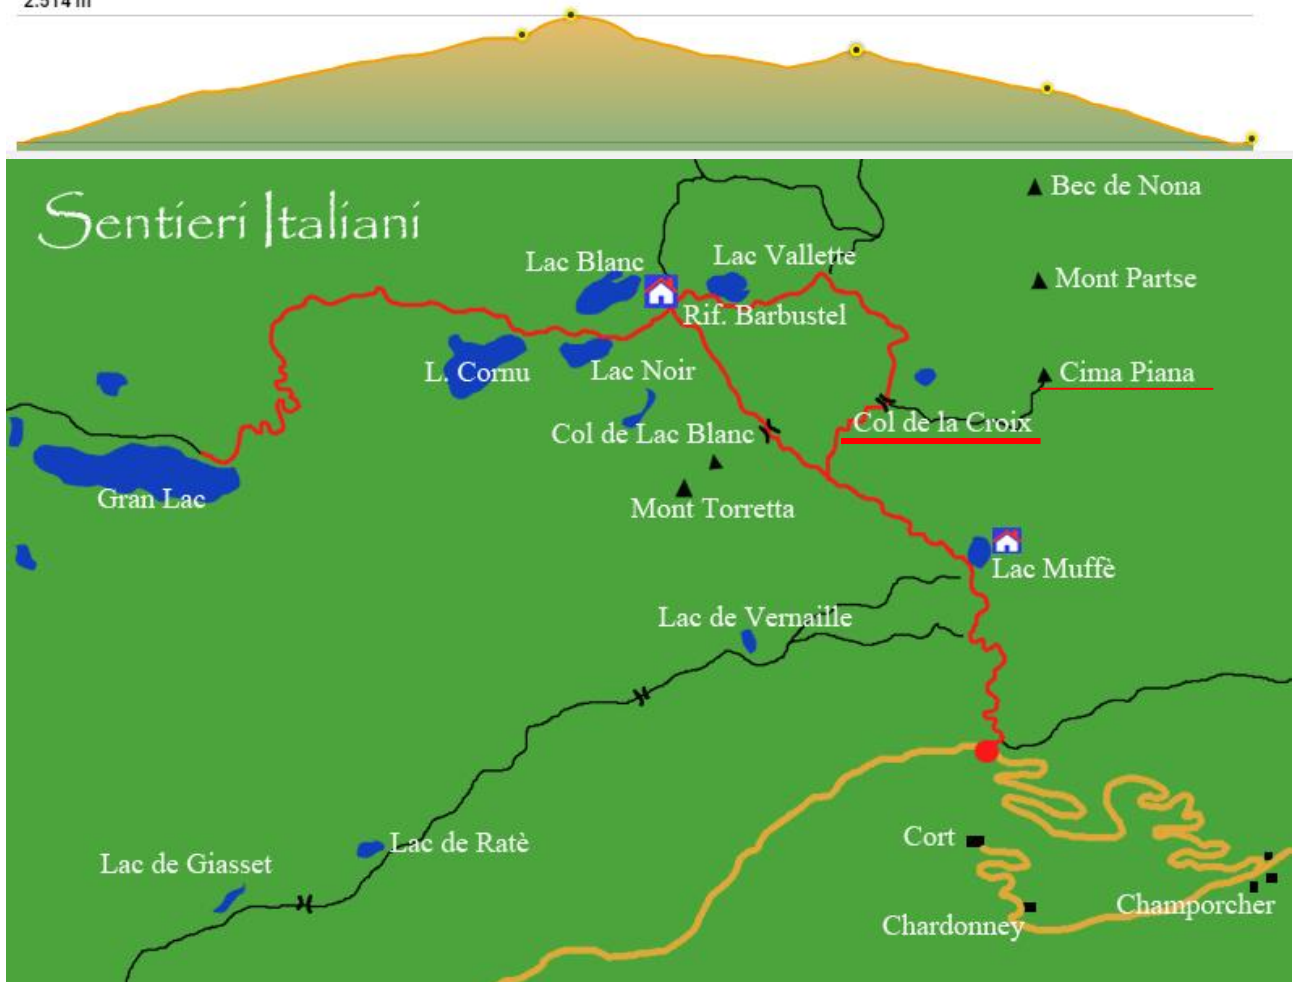 2.514 m
Sentieri Italiani
Bec de Nona
Lac Blanc
Lac Vallette
Mont Partse
Rif. Barbustel
L. Cornu
Lac Noir
Cima Piana
Col de la Croix
Col de Lac Blanc
Gran Lac
Mont Torretta
Lac Muffè
Lac de Vernaille
Cort
Lac de Ratè
Lac de Giasset
Champorcher
Chardonney